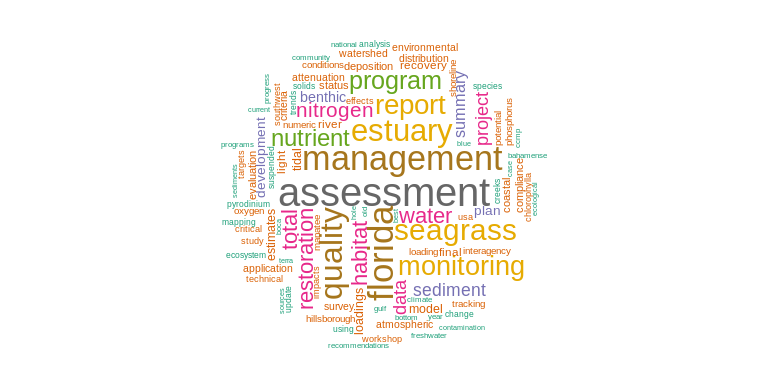 national analysis
environmental
community
watershed
distribution
conditions
deposition
recovery
attenuation
program
shoreline
progress
solids
status
summary
species
southwest
criteria
trends
benthic
effects
report
project
current
nitrogen
potential
phosphorus
numeric
river
estuary
ccmp
programs
nutrient
blue
development
light
tidal
management
bahamense
targets
evaluation
suspended
case
compliance
sediments
assessment
creeks
coastal
chlorophyll
ecological
pyrodinium
oxygen
hole
old
best
water
usa
plan
mapping
critical
boca
total
manatee
quality
florida
seagrass
study
estimates
restoration
habitat
loading
final
interagency
ecosystem
terra
application
monitoring
technical
impacts
data
sediment
sources
update
loadings
climate
survey
gulf
model
tracking
hillsborough
bottom
year
change
using
atmospheric
contamination
workshop
freshwater
recommendations